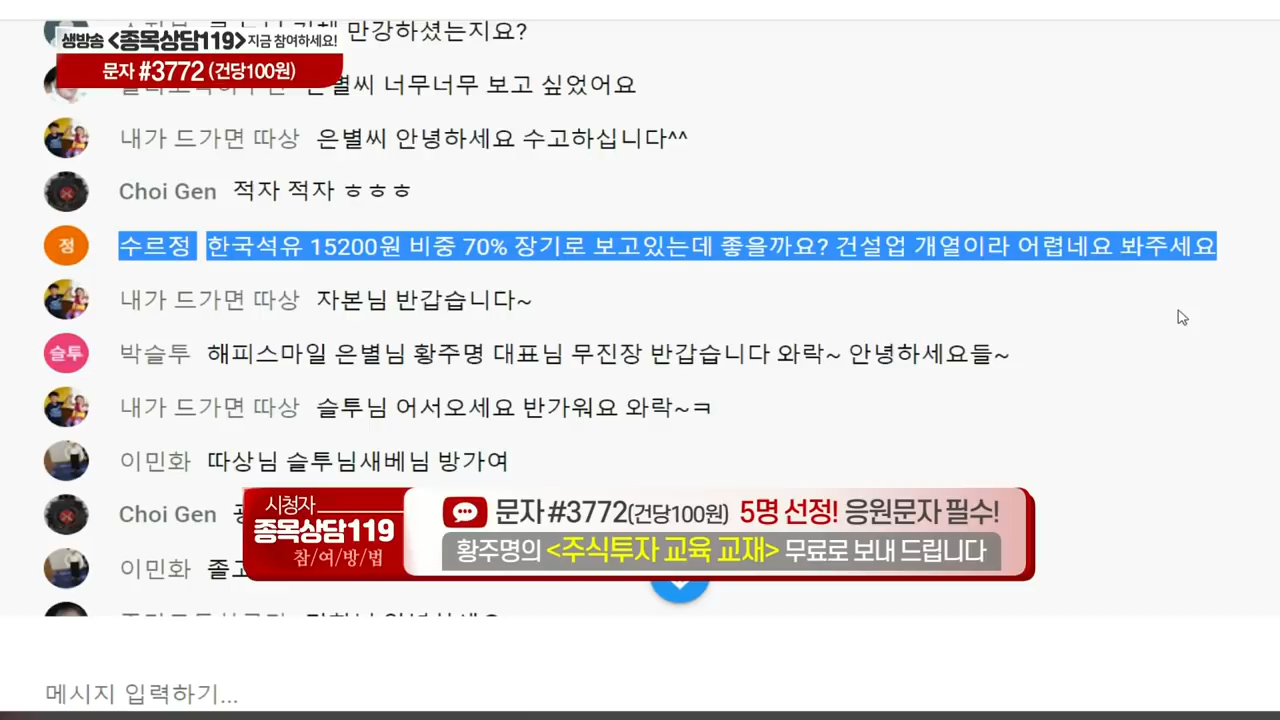 만강하셨는지요?
생방송 <종목상담119> 지금 참여하세요!
문자 #3772 (건당100원)
은별씨 너무너무 보고 싶었어요
내가 드가면 따상 은별씨 안녕하세요 수고하십니다^^
Choi Gen 적자 적자 ㅎㅎㅎ
정 수르정 한국석유 15200원 비중 70% 장기로 보고있는데 좋을까요? 건설업 개열이라 어렵네요 봐주세요
내가 드가면 따상 자본님 반갑습니다~
슬투 박슬투 해피스마일 은별님 황주명 대표님 무진장 반갑습니다 와락~ 안녕하세요들~
내가 드가면 따상 슬투님 어서오세요 반가워요 와락~ㅋ
이민화 따상님 슬투님새베님 방가여
Choi Gen
이민화
시청자
종목상담119
참/여/방/법
문자 #3772(건당100원) 5명 선정! 응원문자 필수!
황주명의 <주식투자 교육 교재> 무료로 보내 드립니다
메시지 입력하기...